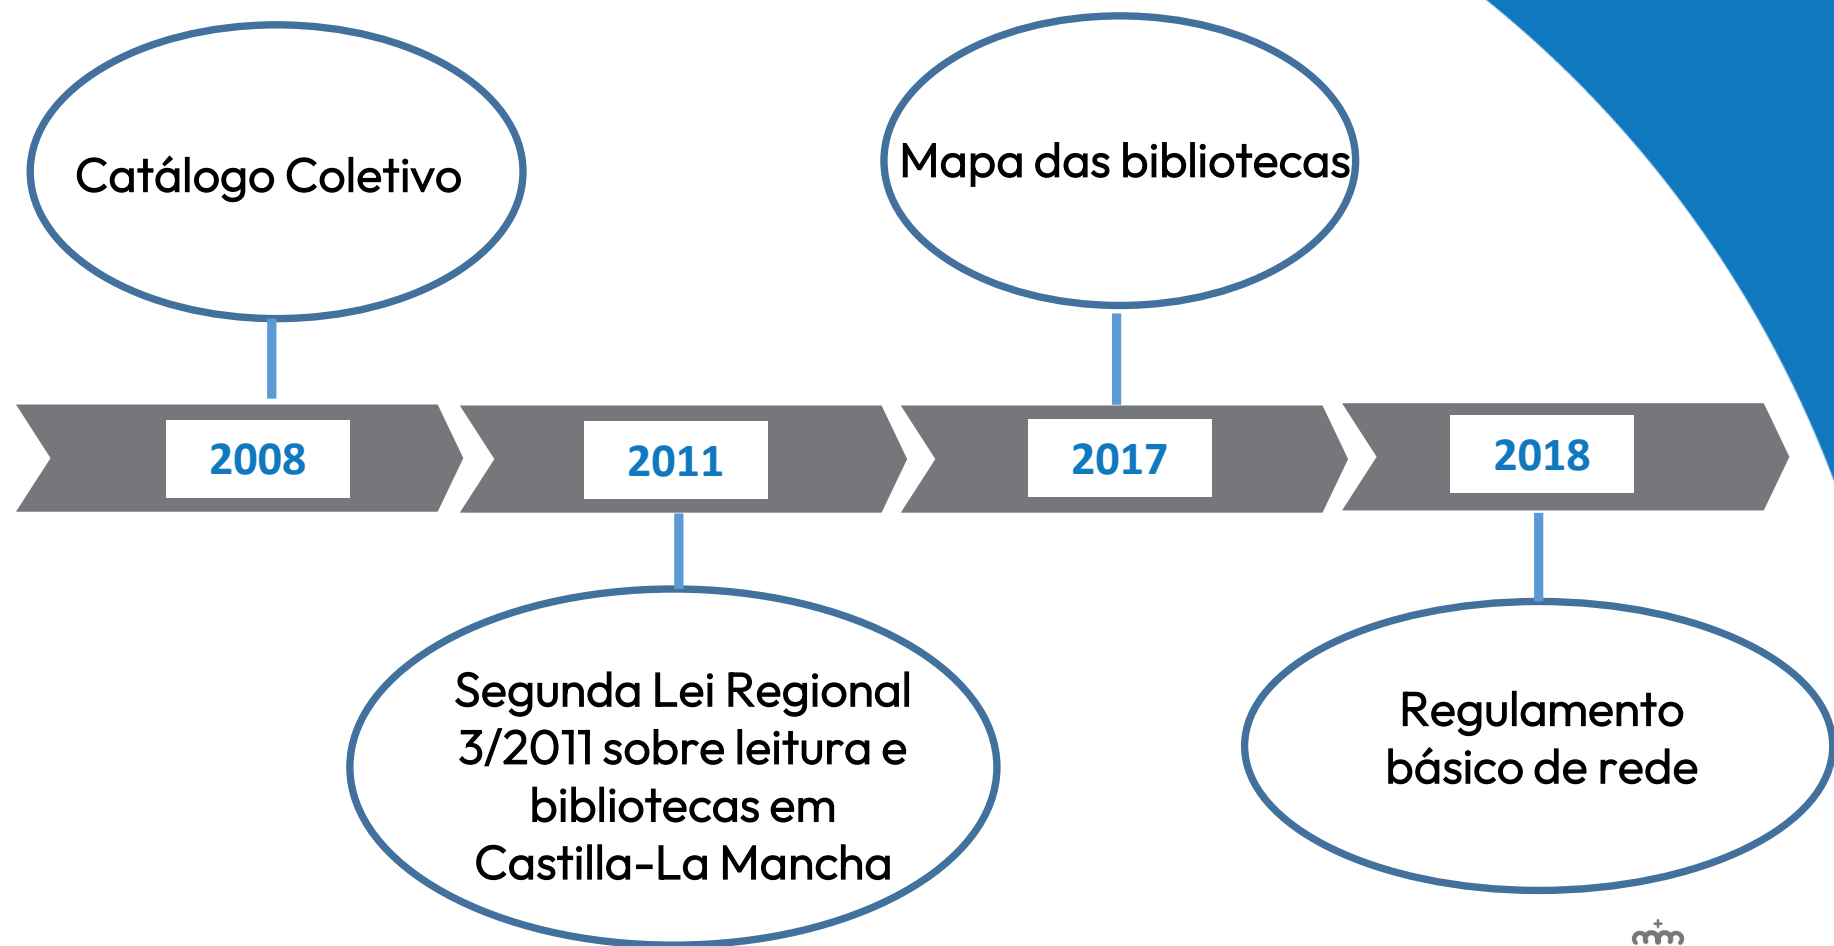 Catálogo Coletivo
Mapa das bibliotecas
2008
2011
2017
2018
Segunda Lei Regional
3/2011 sobre leitura e
bibliotecas em
Castilla-La Mancha
Regulamento
básico de rede